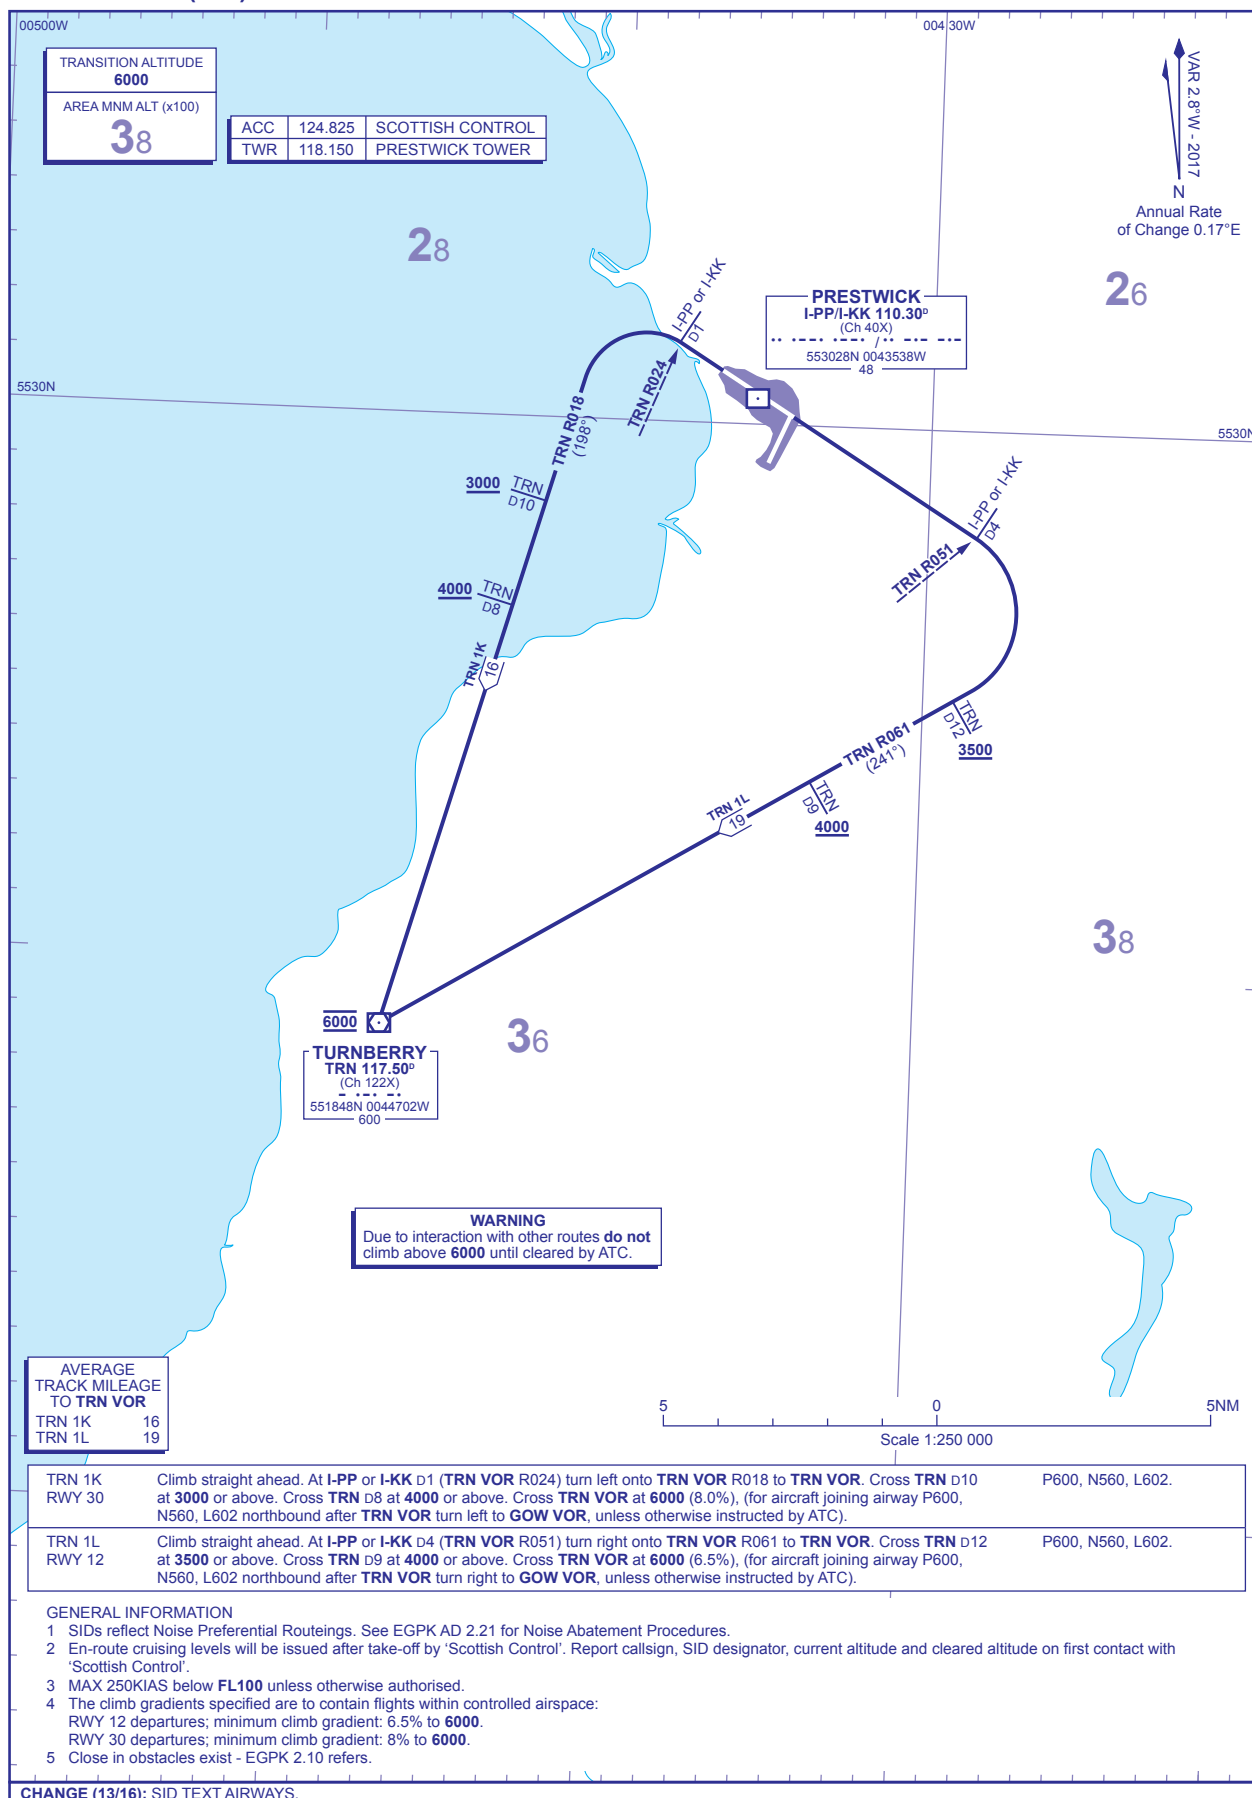 00500W
004 30W
TRANSITION ALTITUDE
6000
AREA MNM ALT (x100)
38
ACC 124.825 SCOTTISH CONTROL
TWR 118.150 PRESTWICK TOWER
VAR 2.8°W - 2017
N
Annual Rate
of Change 0.17°E
28
26
I-PP or I-KK
D1
PRESTWICK
I-PP/I-KK 110.30D
(Ch 40X)
553028N 0043538W
48
5530N
5530N
TRN R024
TRN R018
(198°)
3000 TRN
D10
4000 TRN
D8
I-PP or I-KK
D4
TRN R051
TRN 1K
16
TRN
D12
3500
TRN R061
(241°)
TRN
D9
4000
TRN 1L
19
38
6000
36
TURNBERRY
TRN 117.50D
(Ch 122X)
551848N 0044702W
600
WARNING
Due to interaction with other routes do not
climb above 6000 until cleared by ATC.
AVERAGE
TRACK MILEAGE
TO TRN VOR
TRN 1K 16
TRN 1L 19
5 0 5NM
Scale 1:250 000
TRN 1K Climb straight ahead. At I-PP or I-KK D1 (TRN VOR R024) turn left onto TRN VOR R018 to TRN VOR. Cross TRN D10 P600, N560, L602.
RWY 30 at 3000 or above. Cross TRN D8 at 4000 or above. Cross TRN VOR at 6000 (8.0%), (for aircraft joining airway P600,
N560, L602 northbound after TRN VOR turn left to GOW VOR, unless otherwise instructed by ATC).
TRN 1L Climb straight ahead. At I-PP or I-KK D4 (TRN VOR R051) turn right onto TRN VOR R061 to TRN VOR. Cross TRN D12 P600, N560, L602.
RWY 12 at 3500 or above. Cross TRN D9 at 4000 or above. Cross TRN VOR at 6000 (6.5%), (for aircraft joining airway P600,
N560, L602 northbound after TRN VOR turn right to GOW VOR, unless otherwise instructed by ATC).
GENERAL INFORMATION
1 SIDs reflect Noise Preferential Routeings. See EGPK AD 2.21 for Noise Abatement Procedures.
2 En-route cruising levels will be issued after take-off by ‘Scottish Control’. Report callsign, SID designator, current altitude and cleared altitude on first contact with
‘Scottish Control’.
3 MAX 250KIAS below FL100 unless otherwise authorised.
4 The climb gradients specified are to contain flights within controlled airspace:
RWY 12 departures; minimum climb gradient: 6.5% to 6000.
RWY 30 departures; minimum climb gradient: 8% to 6000.
5 Close in obstacles exist - EGPK 2.10 refers.
CHANGE (13/16): SID TEXT AIRWAYS.